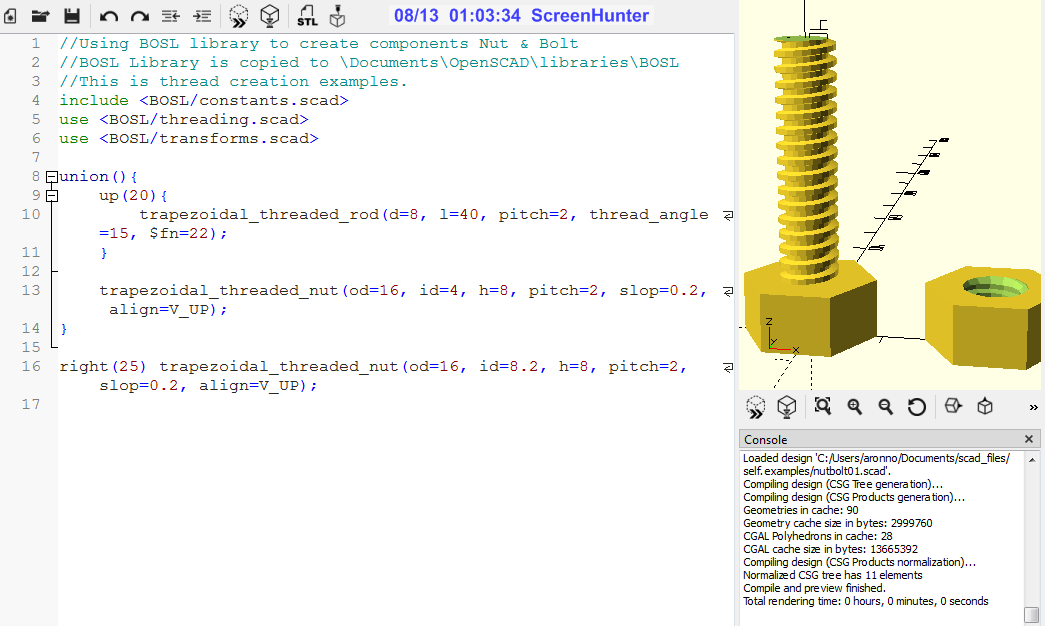 STL
08/13 01:03:34 ScreenHunter
1 //Using BOSL library to create components Nut & Bolt
2 //BOSL Library is copied to \Documents\OpenSCAD\libraries\BOSL
3 //This is thread creation examples.
4 include <BOSL/constants.scad>
5 use <BOSL/threading.scad>
6 use <BOSL/transforms.scad>
7
8 union(){
9 up(20){
10 trapezoidal_threaded_rod(d=8, l=40, pitch=2, thread_angle
=15, $fn=22);
11 }
12
13 trapezoidal_threaded_nut(od=16, id=4, h=8, pitch=2, slop=0.2,
align=V_UP);
14 }
15
16 right(25) trapezoidal_threaded_nut(od=16, id=8.2, h=8, pitch=2,
slop=0.2, align=V_UP);
17
Z
Y
X
»
Console
Loaded design 'C:/Users/aronno/Documents/scad_files/
self.examples/nutbolt01.scad'.
Compiling design (CSG Tree generation)...
Compiling design (CSG Products generation)...
Geometries in cache: 90
Geometry cache size in bytes: 2999760
CGAL Polyhedrons in cache: 28
CGAL cache size in bytes: 13665392
Compiling design (CSG Products normalization)...
Normalized CSG tree has 11 elements
Compile and preview finished.
Total rendering time: 0 hours, 0 minutes, 0 seconds